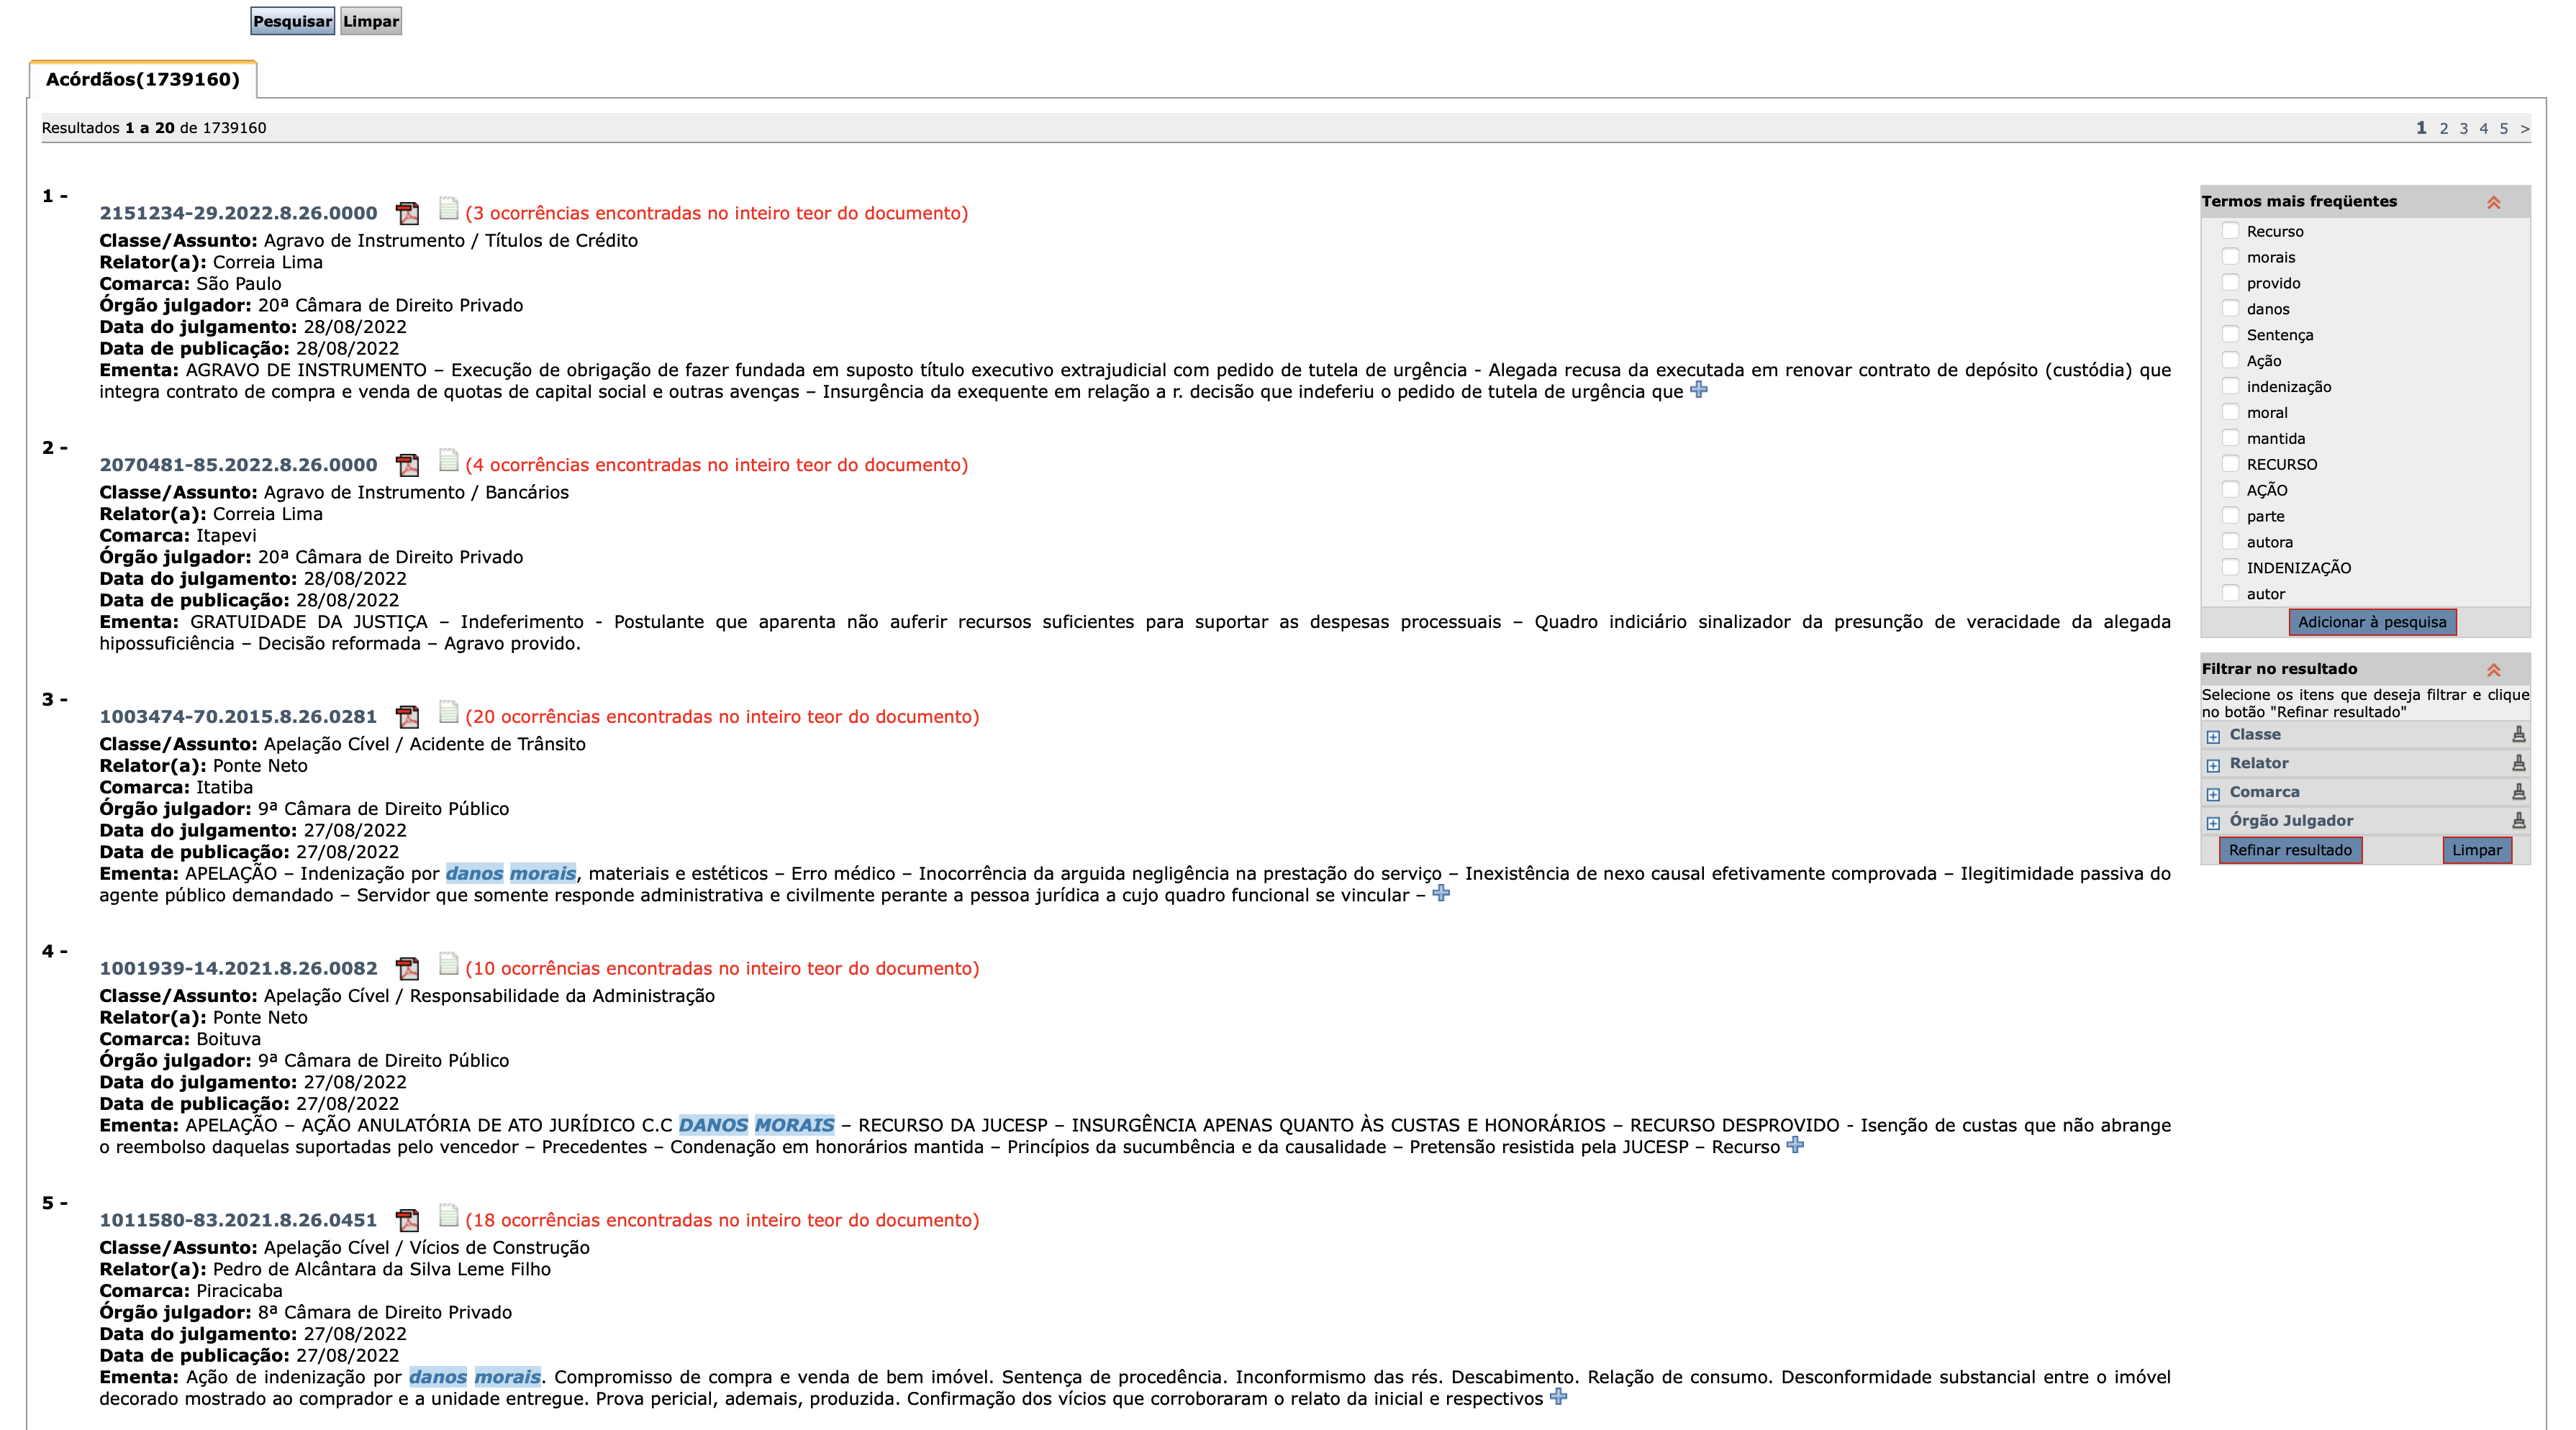 Pesquisar Limpar
Acórdãos(1739160)
Resultados 1 a 20 de 1739160
1 2 3 4 5 >
1 -
2151234-29.2022.8.26.0000 (3 ocorrências encontradas no inteiro teor do documento)
Classe/Assunto: Agravo de Instrumento / Títulos de Crédito
Relator(a): Correia Lima
Comarca: São Paulo
Órgão julgador: 20ª Câmara de Direito Privado
Data do julgamento: 28/08/2022
Data de publicação: 28/08/2022
Ementa: AGRAVO DE INSTRUMENTO – Execução de obrigação de fazer fundada em suposto título executivo extrajudicial com pedido de tutela de urgência - Alegada recusa da executada em renovar contrato de depósito (custódia) que
integra contrato de compra e venda de quotas de capital social e outras avenças – Insurgência da exequente em relação a r. decisão que indeferiu o pedido de tutela de urgência que
2 -
2070481-85.2022.8.26.0000 (4 ocorrências encontradas no inteiro teor do documento)
Classe/Assunto: Agravo de Instrumento / Bancários
Relator(a): Correia Lima
Comarca: Itapevi
Órgão julgador: 20ª Câmara de Direito Privado
Data do julgamento: 28/08/2022
Data de publicação: 28/08/2022
Ementa: GRATUIDADE DA JUSTIÇA – Indeferimento - Postulante que aparenta não auferir recursos suficientes para suportar as despesas processuais – Quadro indiciário sinalizador da presunção de veracidade da alegada
hipossuficiência – Decisão reformada – Agravo provido.
3 -
1003474-70.2015.8.26.0281 (20 ocorrências encontradas no inteiro teor do documento)
Classe/Assunto: Apelação Cível / Acidente de Trânsito
Relator(a): Ponte Neto
Comarca: Itatiba
Órgão julgador: 9ª Câmara de Direito Público
Data do julgamento: 27/08/2022
Data de publicação: 27/08/2022
Ementa: APELAÇÃO – Indenização por danos morais, materiais e estéticos – Erro médico – Inocorrência da arguida negligência na prestação do serviço – Inexistência de nexo causal efetivamente comprovada – Ilegitimidade passiva do
agente público demandado – Servidor que somente responde administrativa e civilmente perante a pessoa jurídica a cujo quadro funcional se vincular –
4 -
1001939-14.2021.8.26.0082 (10 ocorrências encontradas no inteiro teor do documento)
Classe/Assunto: Apelação Cível / Responsabilidade da Administração
Relator(a): Ponte Neto
Comarca: Boituva
Órgão julgador: 9ª Câmara de Direito Público
Data do julgamento: 27/08/2022
Data de publicação: 27/08/2022
Ementa: APELAÇÃO – AÇÃO ANULATÓRIA DE ATO JURÍDICO C.C DANOS MORAIS – RECURSO DA JUCESP – INSURGÊNCIA APENAS QUANTO ÀS CUSTAS E HONORÁRIOS – RECURSO DESPROVIDO - Isenção de custas que não abrange
o reembolso daquelas suportadas pelo vencedor – Precedentes – Condenação em honorários mantida – Princípios da sucumbência e da causalidade – Pretensão resistida pela JUCESP – Recurso
5 -
1011580-83.2021.8.26.0451 (18 ocorrências encontradas no inteiro teor do documento)
Classe/Assunto: Apelação Cível / Vícios de Construção
Relator(a): Pedro de Alcântara da Silva Leme Filho
Comarca: Piracicaba
Órgão julgador: 8ª Câmara de Direito Privado
Data do julgamento: 27/08/2022
Data de publicação: 27/08/2022
Ementa: Ação de indenização por danos morais. Compromisso de compra e venda de bem imóvel. Sentença de procedência. Inconformismo das rés. Descabimento. Relação de consumo. Desconformidade substancial entre o imóvel
decorado mostrado ao comprador e a unidade entregue. Prova pericial, ademais, produzida. Confirmação dos vícios que corroboraram o relato da inicial e respectivos
Termos mais freqüentes
Recurso
morais
provido
danos
Sentença
Ação
indenização
moral
mantida
RECURSO
AÇÃO
parte
autora
INDENIZAÇÃO
autor
Adicionar à pesquisa
Filtrar no resultado
Selecione os itens que deseja filtrar e clique
no botão "Refinar resultado"
Classe
Relator
Comarca
Órgão Julgador
Refinar resultado Limpar